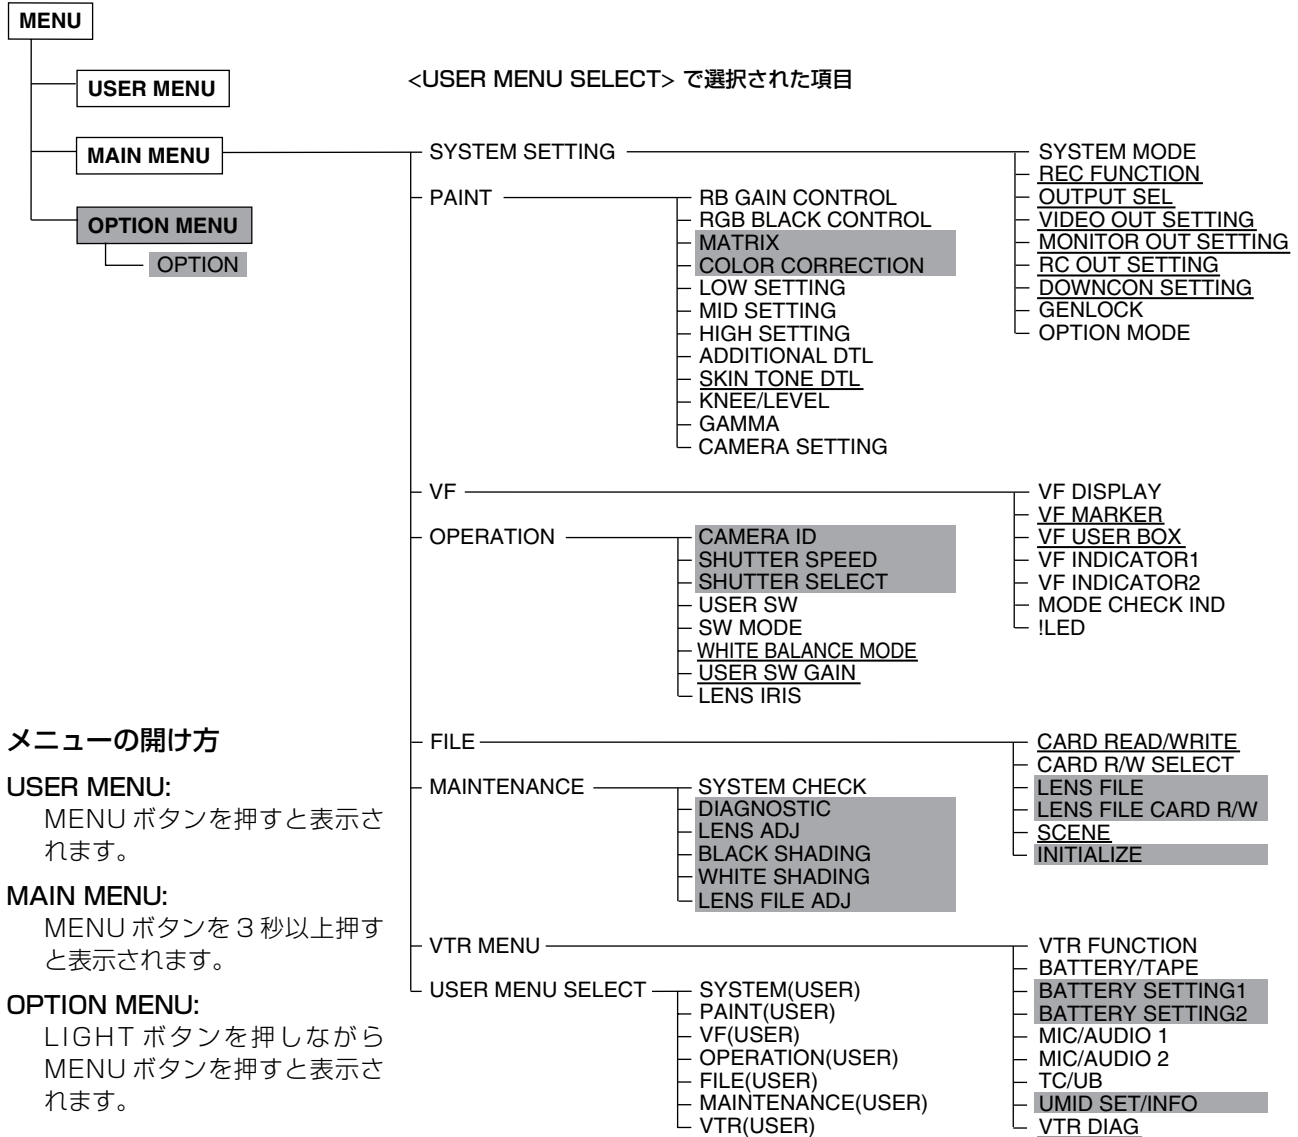 MENU
USER MENU
<USER MENU SELECT> で選択された項目
MAIN MENU
OPTION MENU
OPTION
SYSTEM SETTING
SYSTEM MODE
REC FUNCTION
OUTPUT SEL
VIDEO OUT SETTING
MONITOR OUT SETTING
RC OUT SETTING
DOWNCON SETTING
GENLOCK
OPTION MODE
PAINT
RB GAIN CONTROL
RGB BLACK CONTROL
MATRIX
COLOR CORRECTION
LOW SETTING
MID SETTING
HIGH SETTING
ADDITIONAL DTL
SKIN TONE DTL
KNEE/LEVEL
GAMMA
CAMERA SETTING
VF
VF DISPLAY
VF MARKER
VF USER BOX
VF INDICATOR1
VF INDICATOR2
MODE CHECK IND
!LED
OPERATION
CAMERA ID
SHUTTER SPEED
SHUTTER SELECT
USER SW
SW MODE
WHITE BALANCE MODE
USER SW GAIN
LENS IRIS
FILE
CARD READ/WRITE
CARD R/W SELECT
LENS FILE
LENS FILE CARD R/W
SCENE
INITIALIZE
MAINTENANCE
SYSTEM CHECK
DIAGNOSTIC
LENS ADJ
BLACK SHADING
WHITE SHADING
LENS FILE ADJ
VTR MENU
VTR FUNCTION
BATTERY/TAPE
BATTERY SETTING1
BATTERY SETTING2
MIC/AUDIO 1
MIC/AUDIO 2
TC/UB
UMID SET/INFO
VTR DIAG
USER MENU SELECT
SYSTEM(USER)
PAINT(USER)
VF(USER)
OPERATION(USER)
FILE(USER)
MAINTENANCE(USER)
VTR(USER)
メニューの開け方
USER MENU:
MENU ボタンを押すと表示さ
れます。
MAIN MENU:
MENU ボタンを 3 秒以上押す
と表示されます。
OPTION MENU:
LIGHT ボタンを押しながら
MENU ボタンを押すと表示さ
れます。